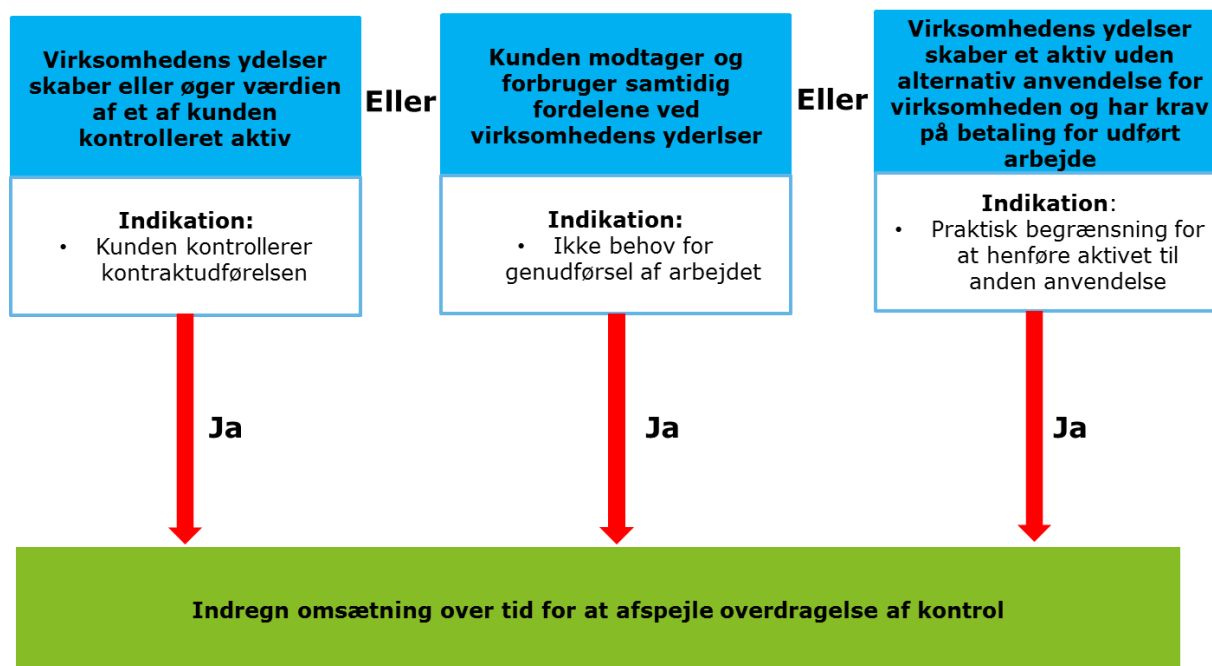 Virksomhedens ydelser
skaber eller øger værdien
af et af kunden
kontrolleret aktiv
Eller
Kunden modtager og
forbruger samtidig
fordelene ved
virksomhedens yderlser
Eller
Virksomhedens ydelser
skaber et aktiv uden
alternativ anvendelse for
virksomheden og har krav
på betaling for udført
arbejde
Indikation:
• Kunden kontrollerer
kontraktudførelsen
Indikation:
• Ikke behov for
genudførsel af arbejdet
Indikation:
• Praktisk begrænsning for
at henføre aktivet til
anden anvendelse
Ja
Ja
Ja
Indregn omsætning over tid for at afspejle overdragelse af kontrol